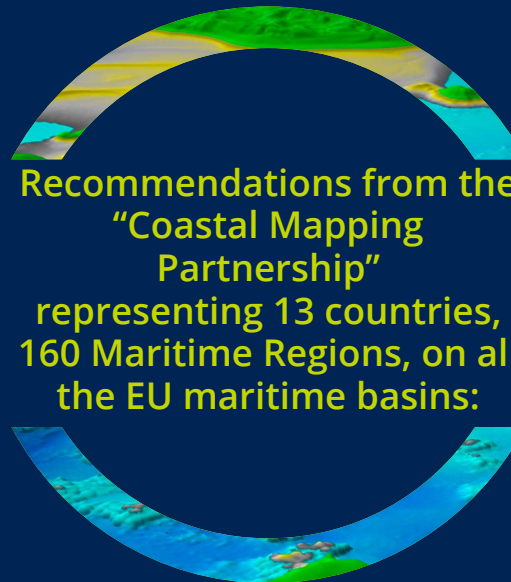 Recommendations from the
“Coastal Mapping
Partnership”
representing 13 countries,
160 Maritime Regions, on al
the EU maritime basins: